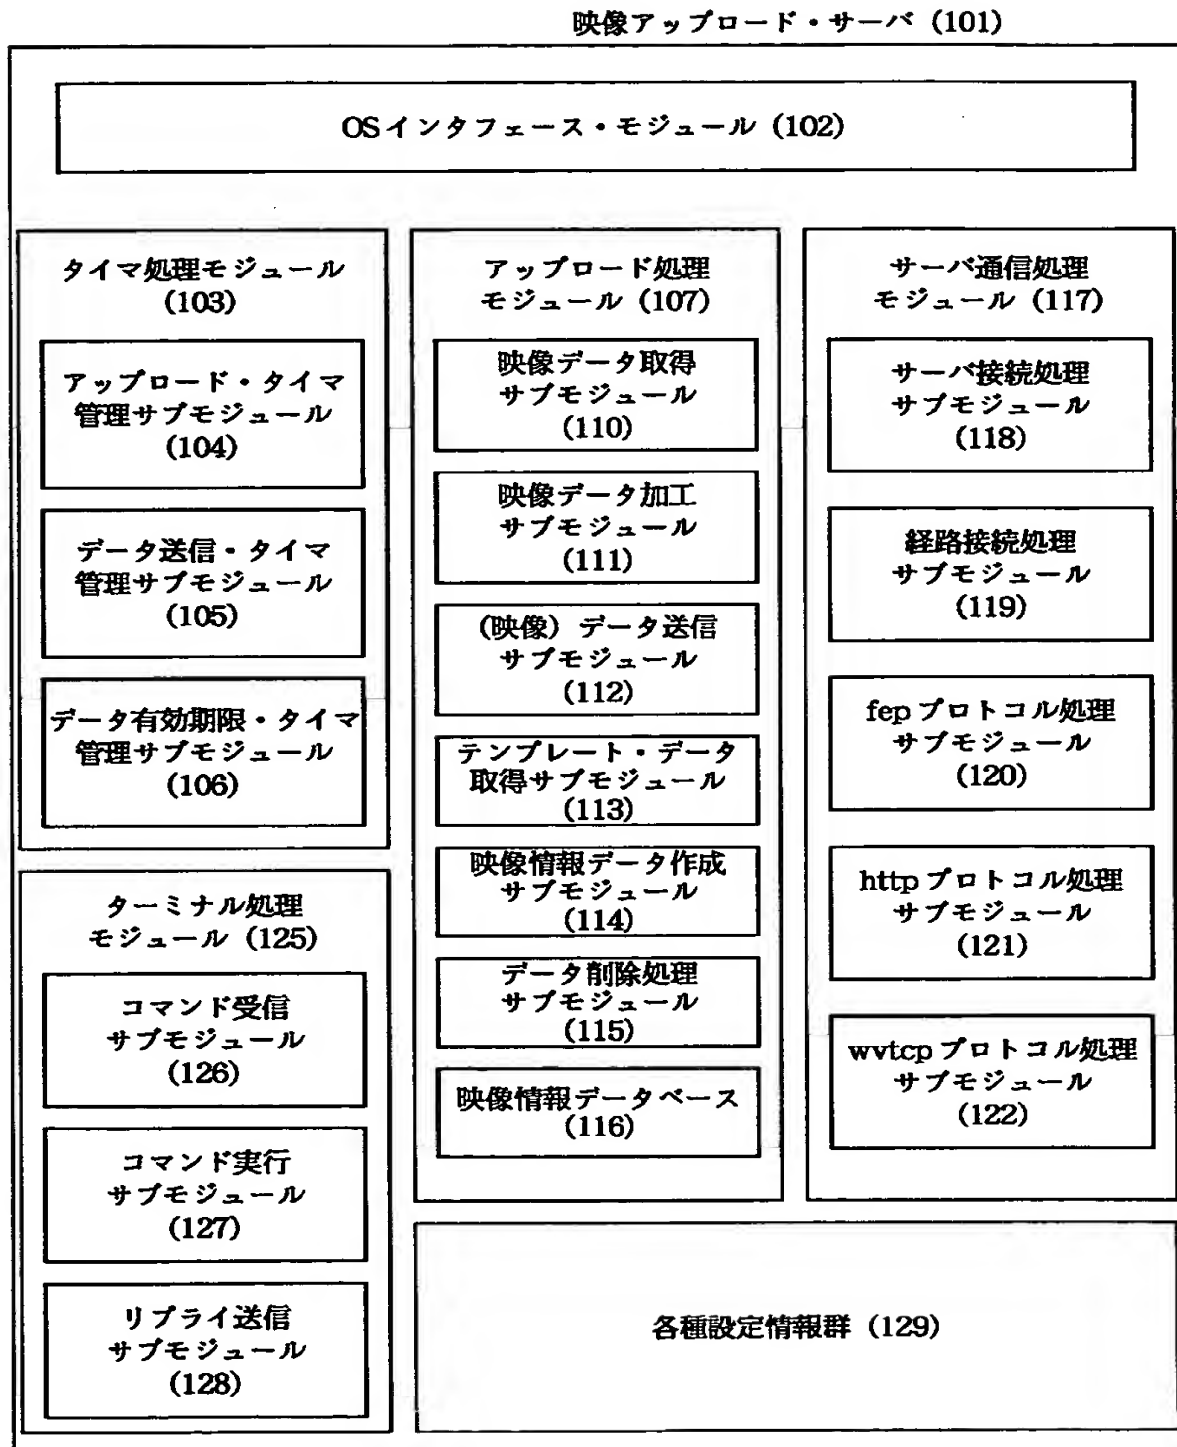 映像アップロード・サーバ (101)
OSインタフェース・モジュール (102)
タイマ処理モジュール
(103)
アップロード・タイマ
管理サブモジュール
(104)
データ送信・タイマ
管理サブモジュール
(105)
データ有効期限・タイマ
管理サブモジュール
(106)
ターミナル処理
モジュール (125)
コマンド受信
サブモジュール
(126)
コマンド実行
サブモジュール
(127)
リプライ送信
サブモジュール
(128)
アップロード処理
モジュール (107)
映像データ取得
サブモジュール
(110)
映像データ加工
サブモジュール
(111)
(映像) データ送信
サブモジュール
(112)
テンプレート・データ
取得サブモジュール
(113)
映像情報データ作成
サブモジュール
(114)
データ削除処理
サブモジュール
(115)
映像情報データベース
(116)
サーバ通信処理
モジュール (117)
サーバ接続処理
サブモジュール
(118)
経路接続処理
サブモジュール
(119)
fepプロトコル処理
サブモジュール
(120)
httpプロトコル処理
サブモジュール
(121)
wvtcpプロトコル処理
サブモジュール
(122)
各種設定情報群 (129)